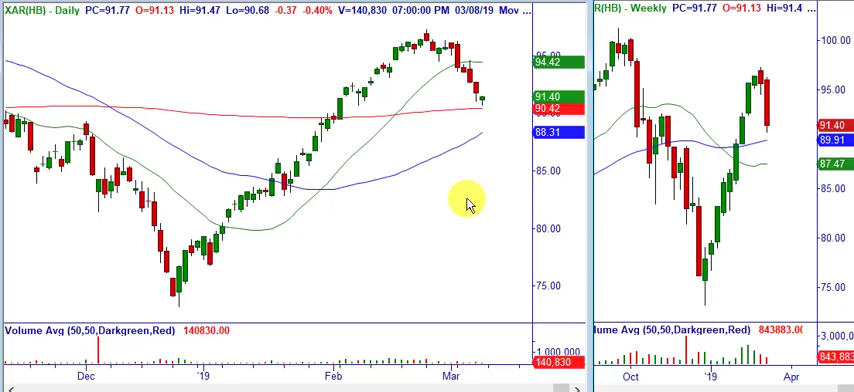 XAR(HB) - Daily PC=91.77 O=91.13 Hi=91.47 Lo=90.68 -0.37 -0.40% V=140,830 07:00:00 PM 03/08/19 Mov ...
95.00
94.42
91.40
90.42
88.31
85.00
80.00
75.00
Volume Avg (50,50,Darkgreen,Red) 140830.00
1 000 000
140,830
Dec '19 Feb Mar
R(HB) - Weekly PC=91.77 O=91.13 Hi=91.4 ...
100.00
95.00
91.40
89.91
87.47
85.00
80.00
75.00
lume Avg (50,50,Darkgreen,Red) 843883.0
3,000,
843,883
Oct '19 Apr